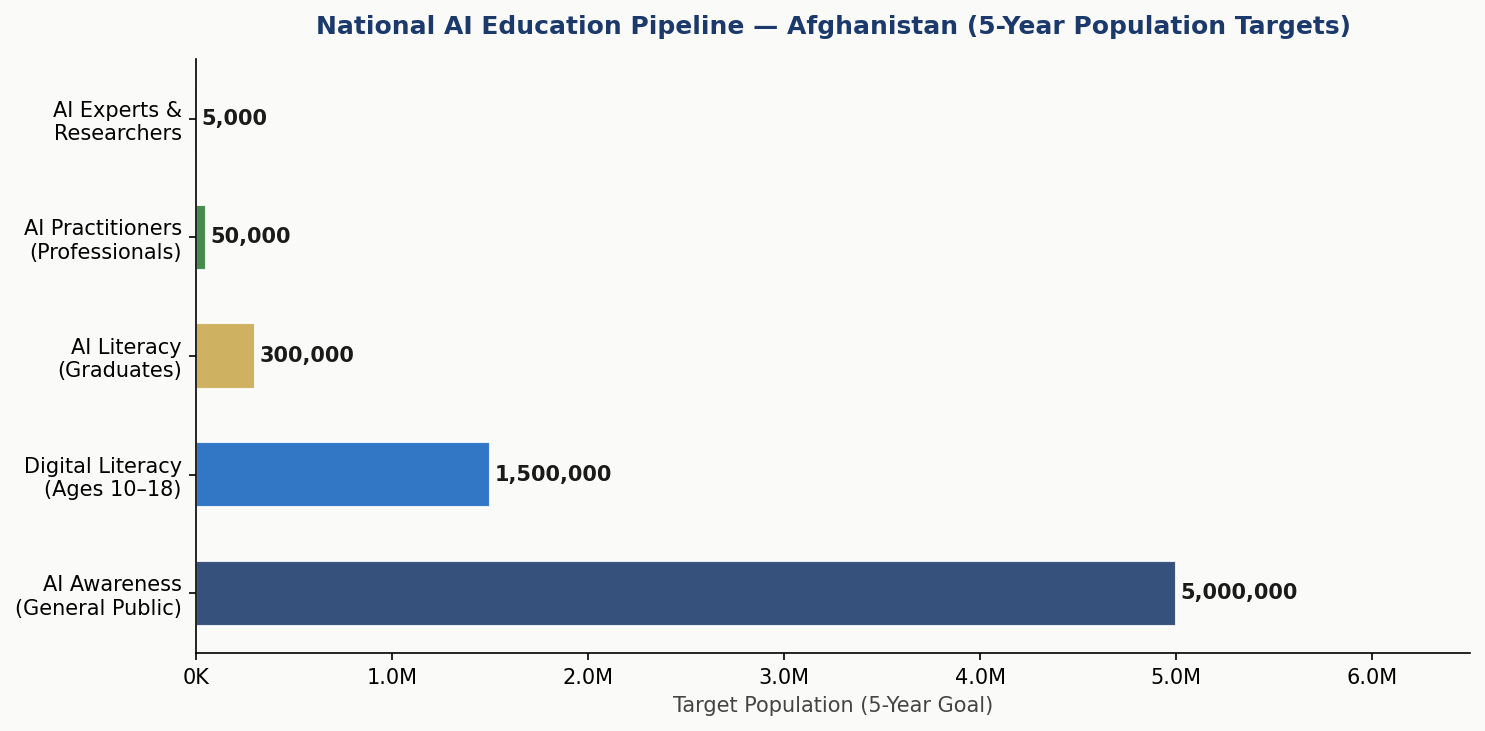 National AI Education Pipeline — Afghanistan (5-Year Population Targets)
AI Experts &
Researchers
5,000
AI Practitioners
(Professionals)
50,000
AI Literacy
(Graduates)
300,000
Digital Literacy
(Ages 10–18)
1,500,000
AI Awareness
(General Public)
5,000,000
0K 1.0M 2.0M 3.0M 4.0M 5.0M 6.0M
Target Population (5-Year Goal)